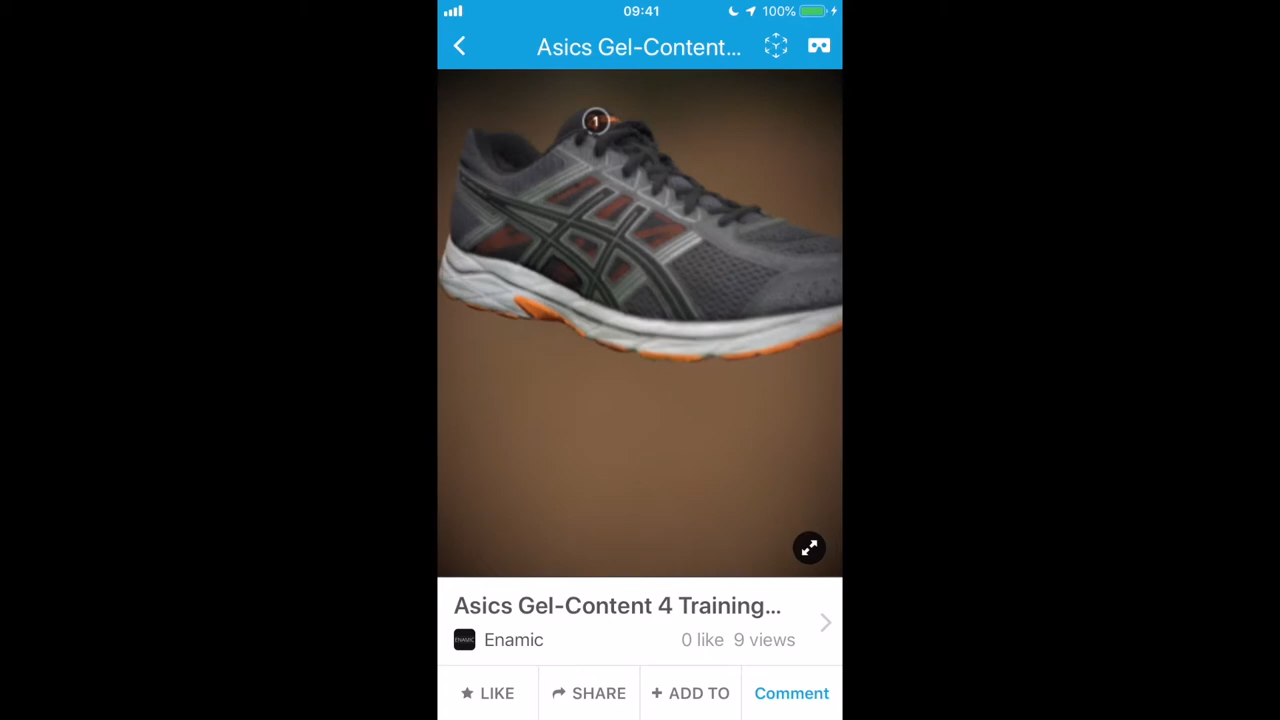 09:41
100%
Asics Gel-Content...
1
Asics Gel-Content 4 Training...
ENAMIC
Enamic
0 like 9 views
LIKE
SHARE
+ ADD TO
Comment